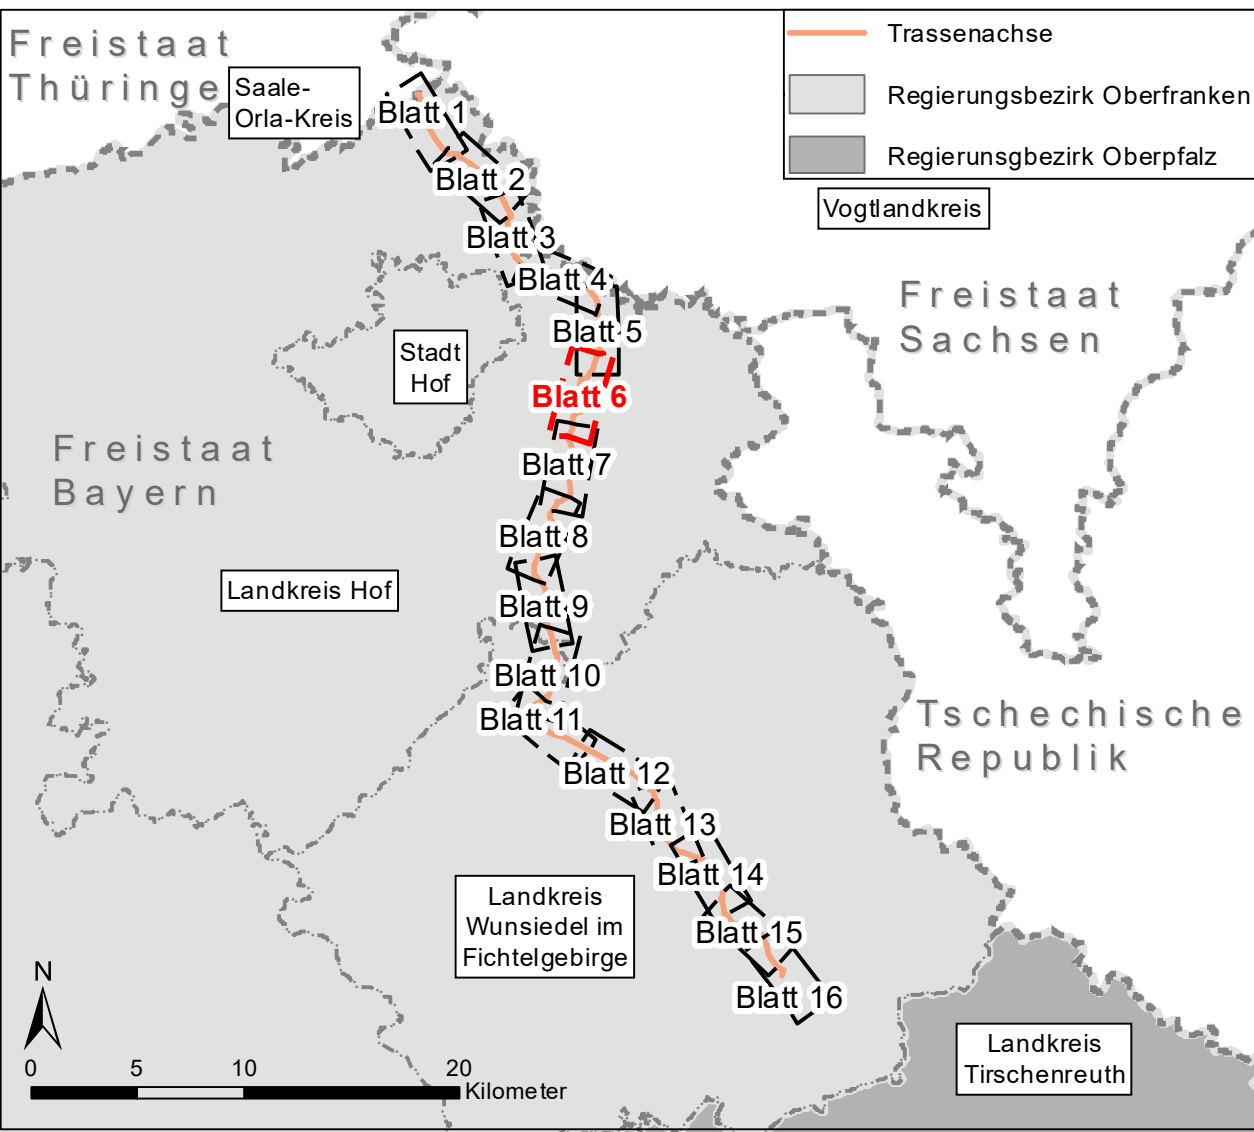 Freistaat
Thüringe
Saale-
Orla-Kreis
Trassenachse
Regierungsbezirk Oberfranken
Regierunsgbezirk Oberpfalz
Vogtlandkreis
Freistaat
Sachsen
Blatt 1
Blatt 2
Blatt 3
Blatt 4
Blatt 5
Blatt 6
Blatt 7
Blatt 8
Blatt 9
Blatt 10
Blatt 11
Blatt 12
Blatt 13
Blatt 14
Blatt 15
Blatt 16
Stadt
Hof
Freistaat
Bayern
Landkreis Hof
Tschechische
Republik
Landkreis
Wunsiedel im
Fichtelgebirge
Landkreis
Tirschenreuth
N
0 5 10 20
Kilometer